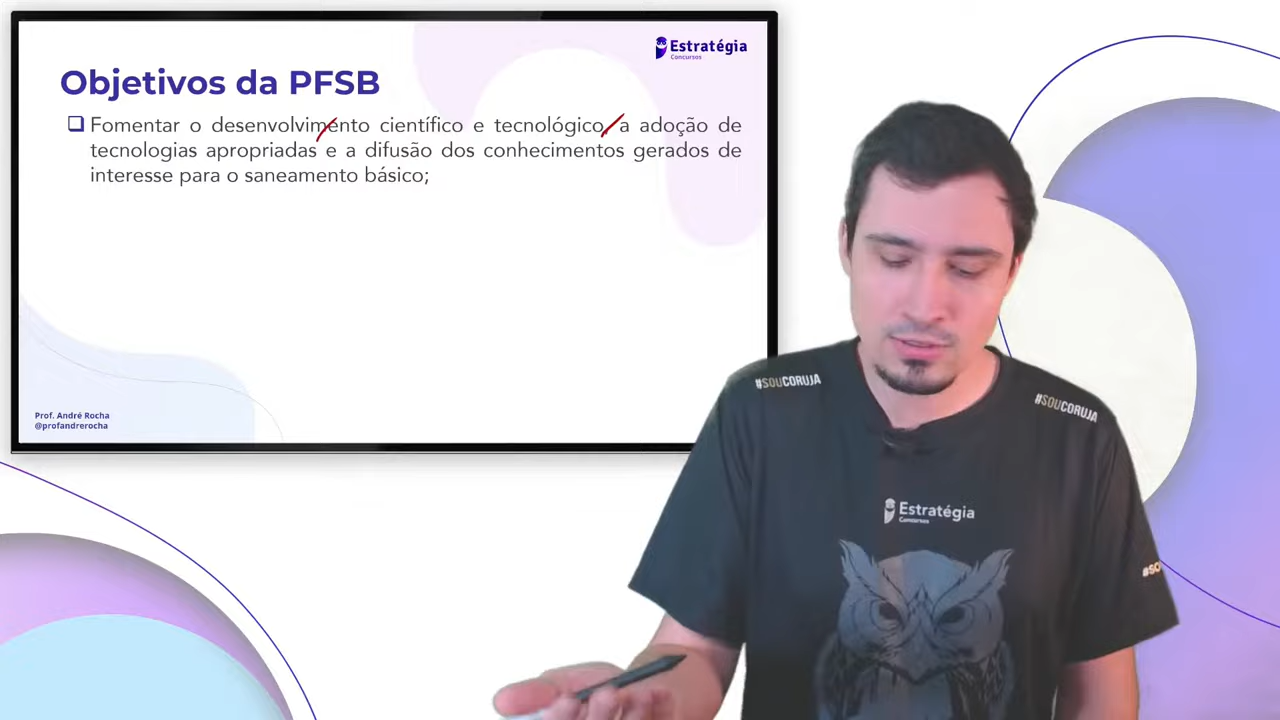 Estratégia
Concursos
Objetivos da PFSB
Fomentar o desenvolvimento científico e tecnológico, a adoção de
tecnologias apropriadas e a difusão dos conhecimentos gerados de
interesse para o saneamento básico;
Prof. André Rocha
@profandrerocha
#SOUCORUJA
#SOUCORUJA
Estratégia
Concursos
#SO